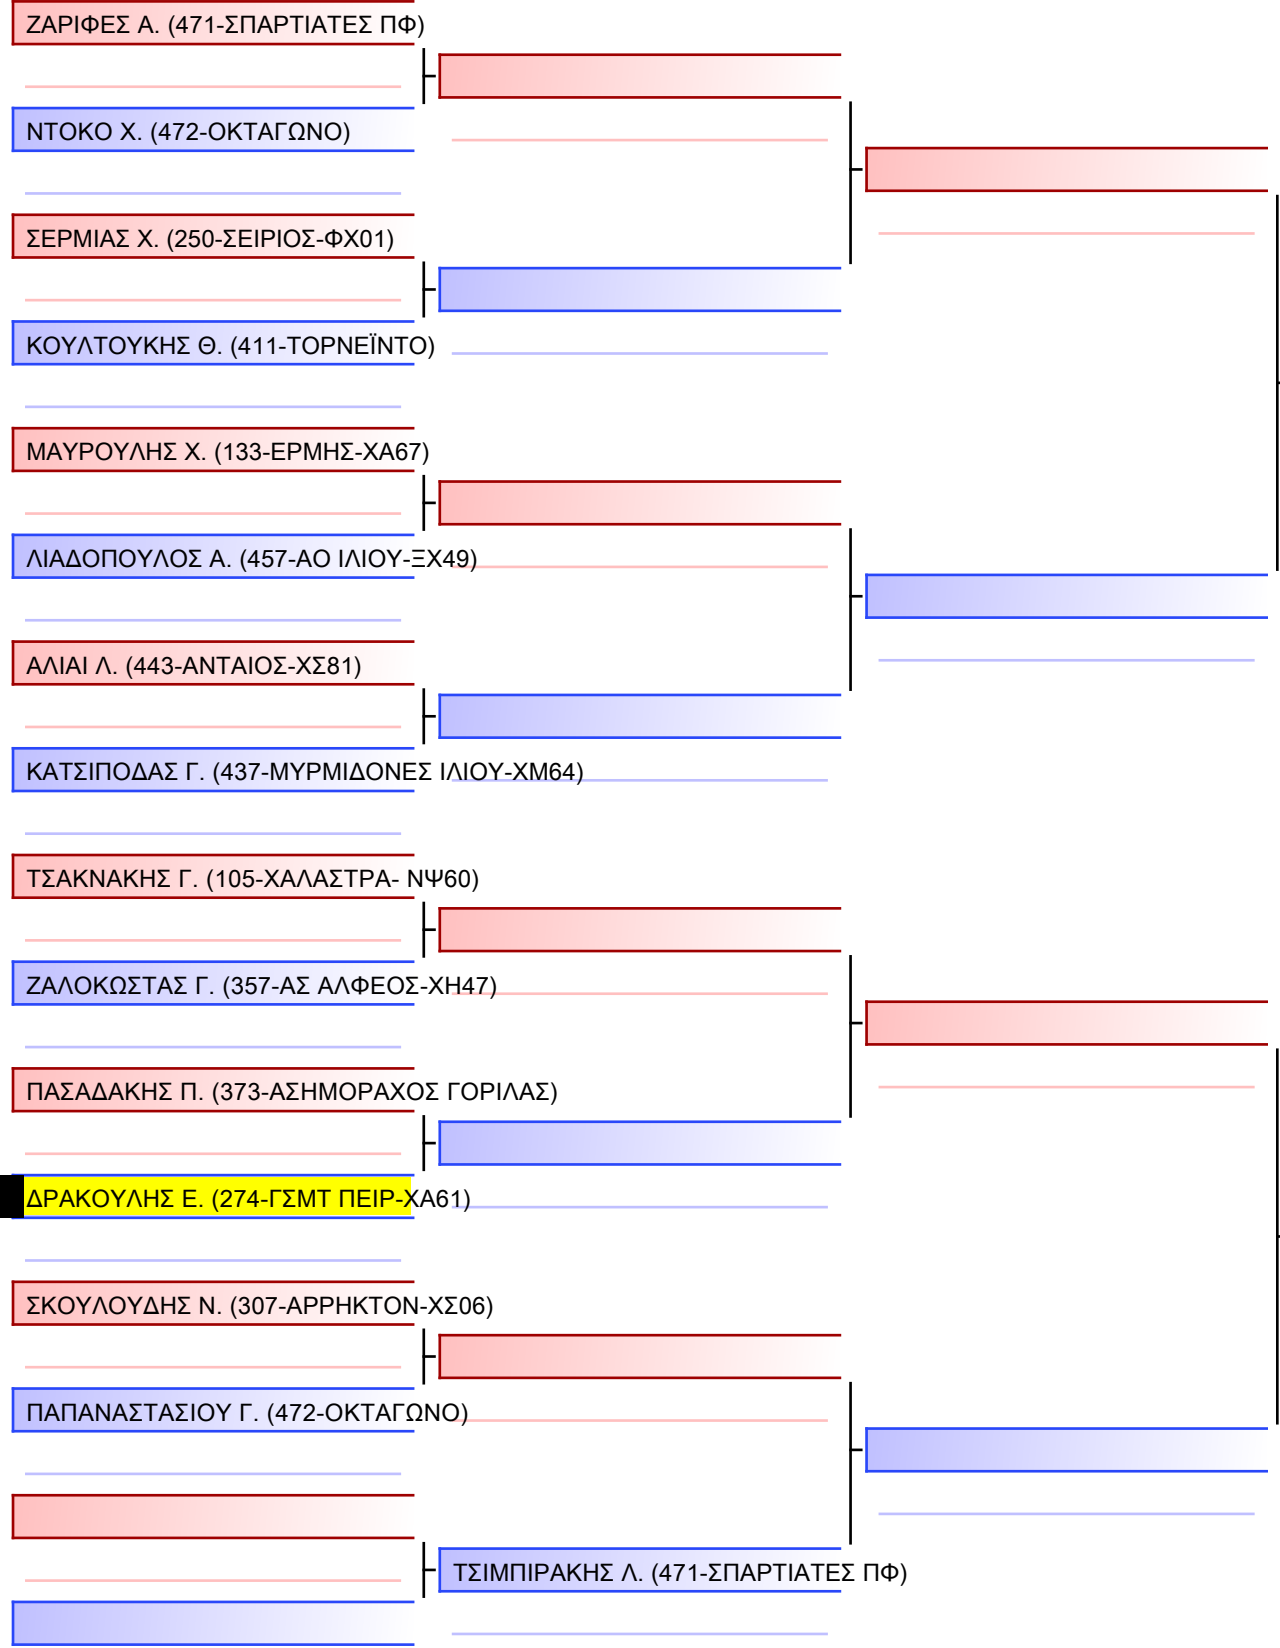 ΖΑΡΙΦΕΣ Α. (471-ΣΠΑΡΤΙΑΤΕΣ ΠΦ)
ΝΤΟΚΟ Χ. (472-ΟΚΤΑΓΩΝΟ)
ΣΕΡΜΙΑΣ Χ. (250-ΣΕΙΡΙΟΣ-ΦΧ01)
ΚΟΥΛΤΟΥΚΗΣ Θ. (411-ΤΟΡΝΕΪΝΤΟ)
ΜΑΥΡΟΥΛΗΣ Χ. (133-ΕΡΜΗΣ-ΧΑ67)
ΛΙΑΔΟΠΟΥΛΟΣ Α. (457-ΑΟ ΙΛΙΟΥ-ΞΧ49)
ΑΛΙΑΙ Λ. (443-ΑΝΤΑΙΟΣ-ΧΣ81)
ΚΑΤΣΙΠΟΔΑΣ Γ. (437-ΜΥΡΜΙΔΟΝΕΣ ΙΛΙΟΥ-ΧΜ64)
ΤΣΑΚΝΑΚΗΣ Γ. (105-ΧΑΛΑΣΤΡΑ- ΝΨ60)
ΖΑΛΟΚΩΣΤΑΣ Γ. (357-ΑΣ ΑΛΦΕΟΣ-ΧΗ47)
ΠΑΣΑΔΑΚΗΣ Π. (373-ΑΣΗΜΟΡΑΧΟΣ ΓΟΡΙΛΑΣ)
ΔΡΑΚΟΥΛΗΣ Ε. (274-ΓΣΜΤ ΠΕΙΡ-ΧΑ61)
ΣΚΟΥΛΟΥΔΗΣ Ν. (307-ΑΡΡΗΚΤΟΝ-ΧΣ06)
ΠΑΠΑΝΑΣΤΑΣΙΟΥ Γ. (472-ΟΚΤΑΓΩΝΟ)
ΤΣΙΜΠΙΡΑΚΗΣ Λ. (471-ΣΠΑΡΤΙΑΤΕΣ ΠΦ)